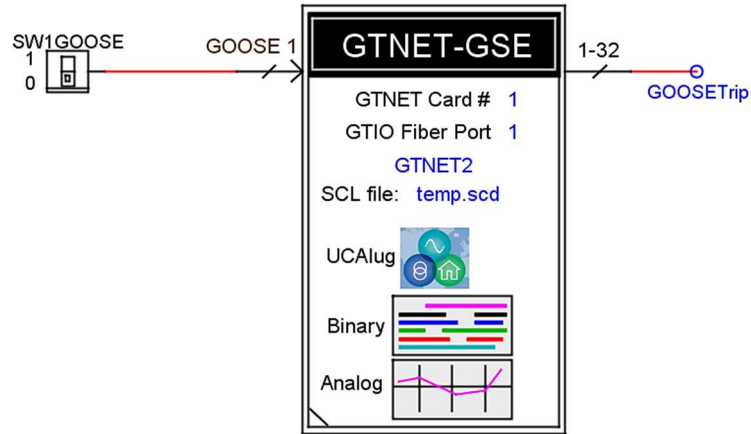 SW1GOOSE
1
0
GOOSE 1
GTNET-GSE
1-32
GOOSETrip
GTNET Card # 1
GTIO Fiber Port 1
GTNET2
SCL file: temp.scd
UCAlug
Binary
Analog